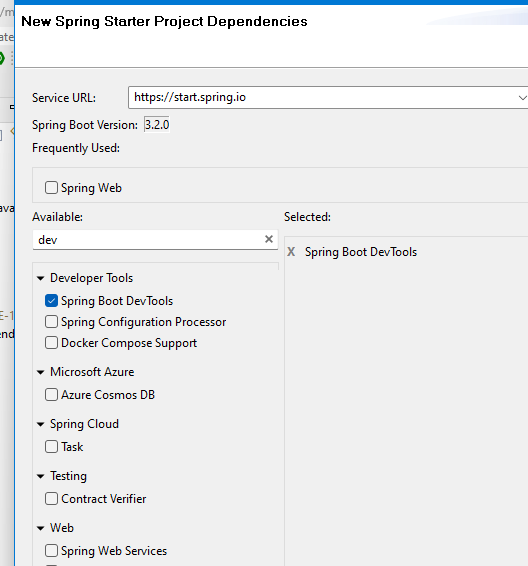 New Spring Starter Project Dependencies
Service URL: https://start.spring.io
Spring Boot Version: 3.2.0
Frequently Used:
Spring Web
Available: Selected:
dev
X Spring Boot DevTools
Developer Tools
Spring Boot DevTools
Spring Configuration Processor
Docker Compose Support
Microsoft Azure
Azure Cosmos DB
Spring Cloud
Task
Testing
Contract Verifier
Web
Spring Web Services